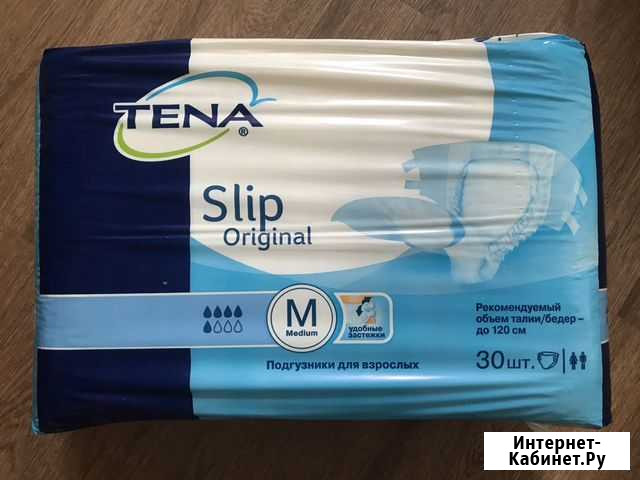 TENA®
Slip
Original
M
Medium
удобные
застежки
Рекомендуемый
объем талии/бедер –
до 120 см
Подгузники для взрослых
30шт.
Интернет-
Кабинет.Ру